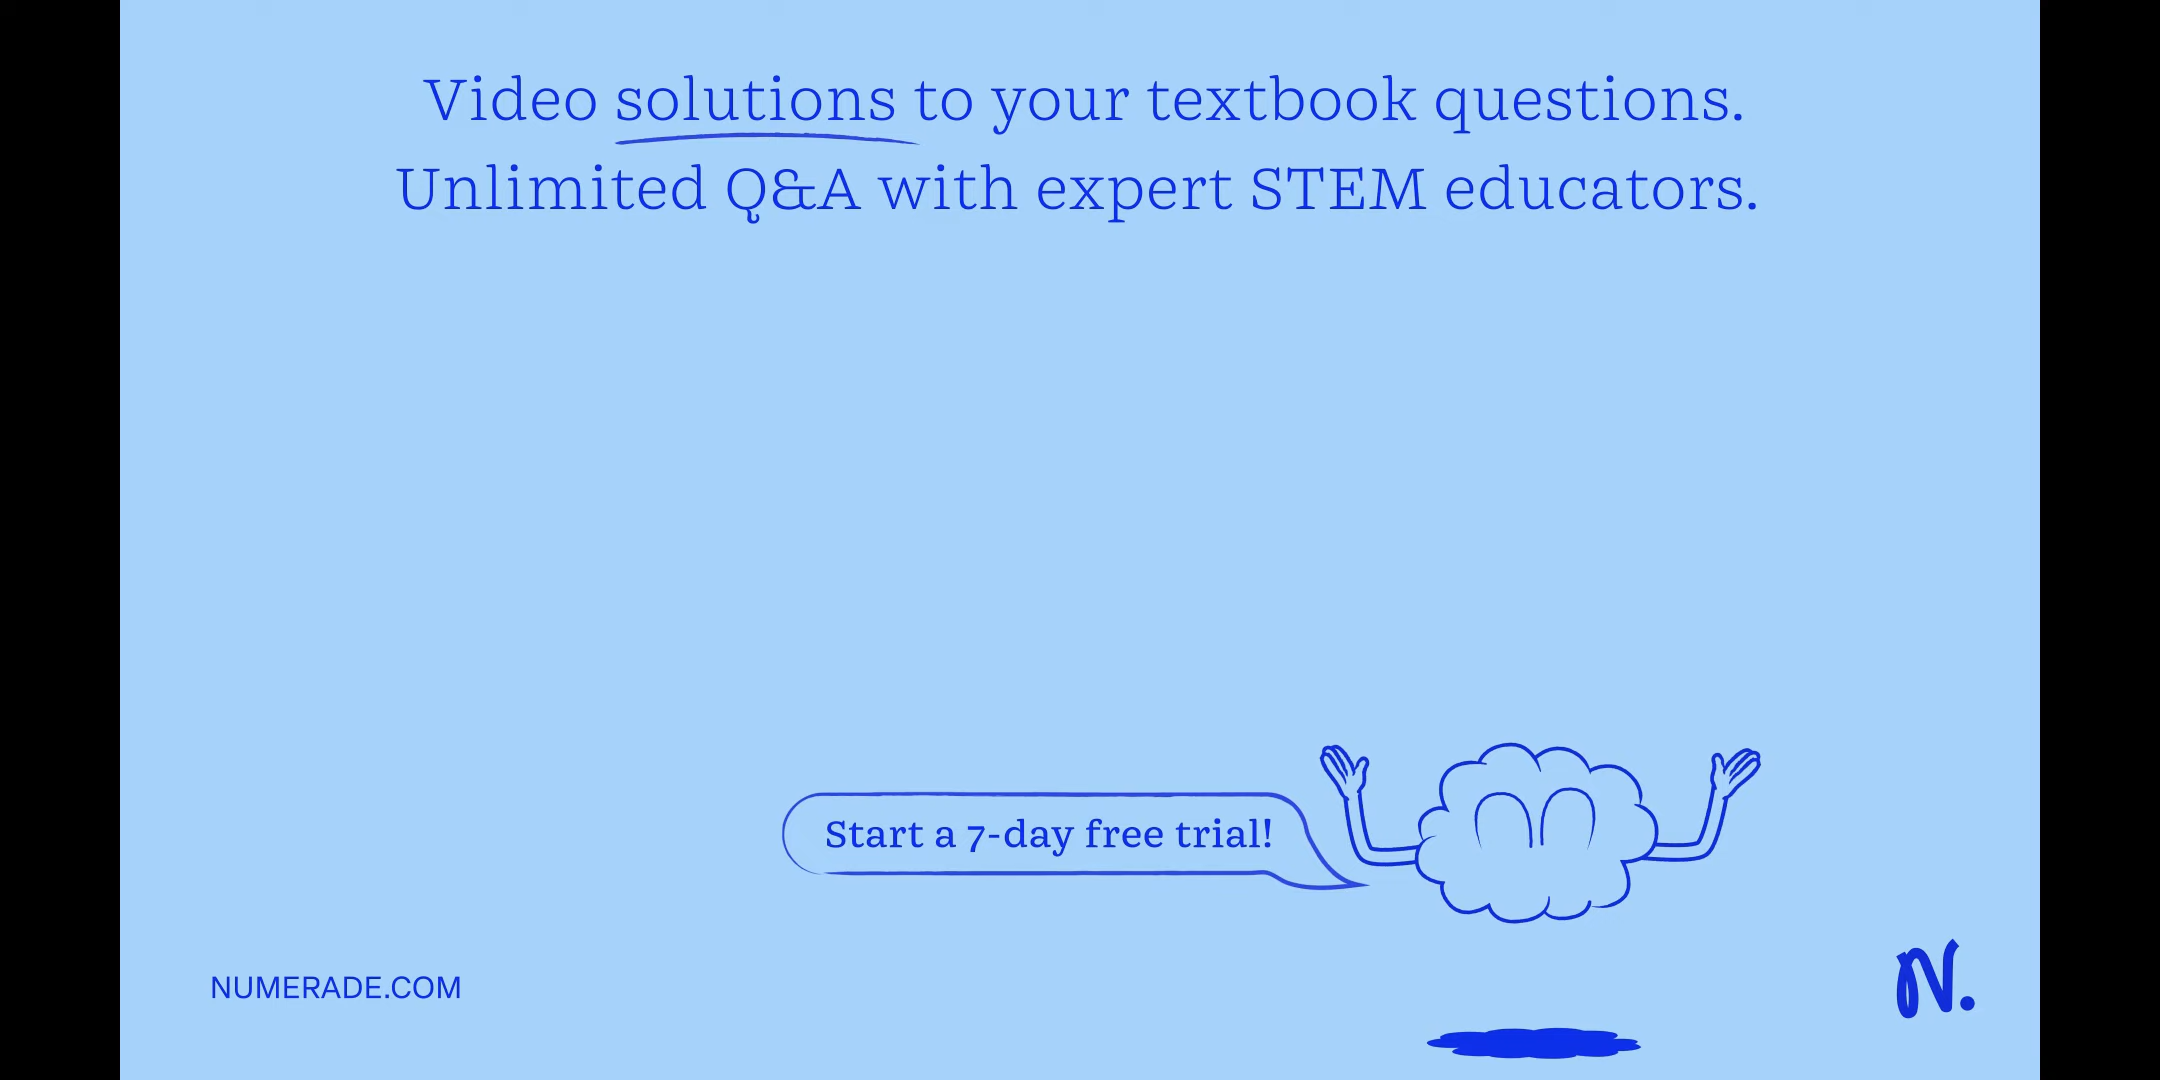 Video solutions to your textbook questions.
Unlimited Q&A with expert STEM educators.
Start a 7-day free trial!
NUMERADE.COM
N.